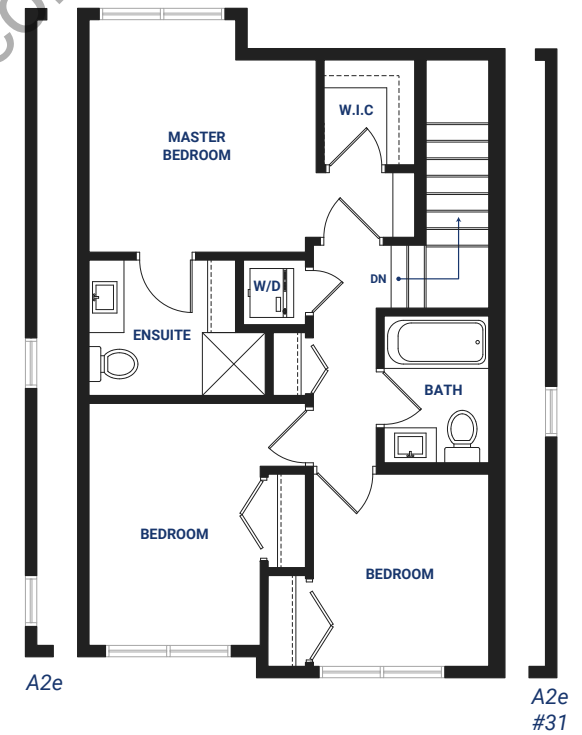 W.I.C
MASTER
BEDROOM
DN
W/D
ENSUITE
BATH
BEDROOM
BEDROOM
A2e
A2e
#31